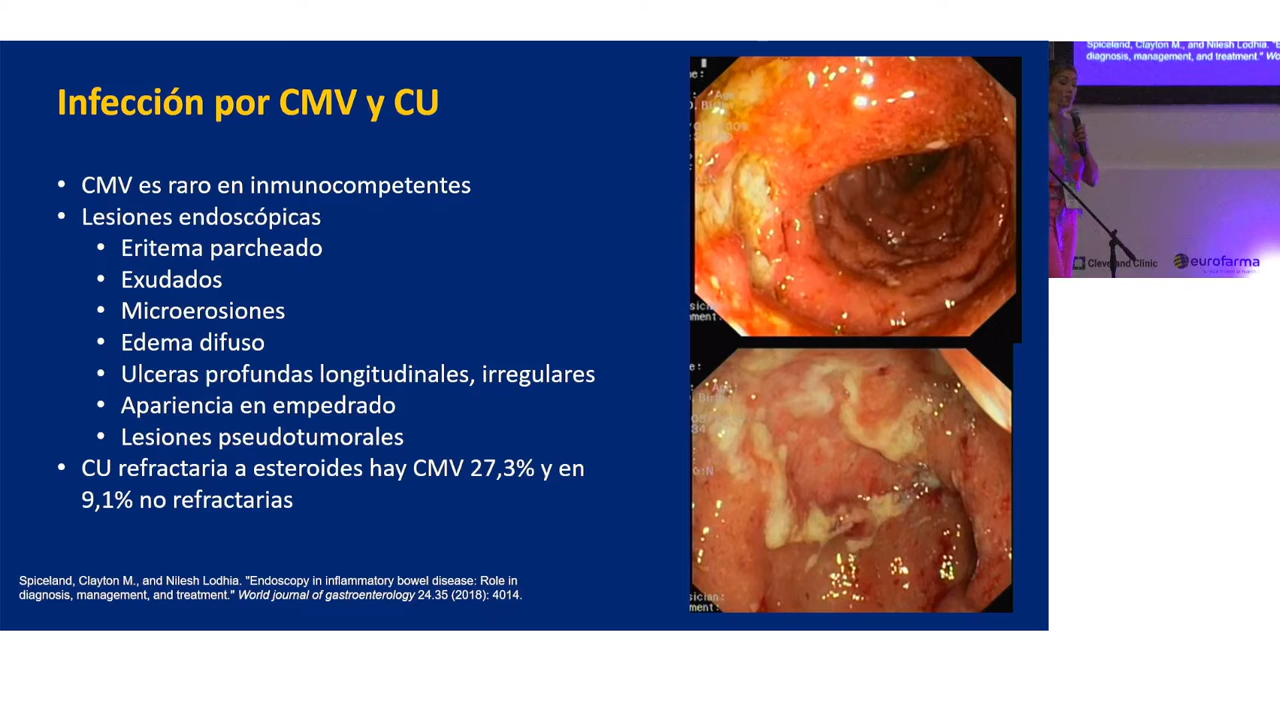 Infección por CMV y CU
• CMV es raro en inmunocompetentes
• Lesiones endoscópicas
• Eritema parcheado
• Exudados
• Microerosiones
• Edema difuso
• Ulceras profundas longitudinales, irregulares
• Apariencia en empedrado
• Lesiones pseudotumorales
• CU refractaria a esteroides hay CMV 27,3% y en
9,1% no refractarias
Spiceland, Clayton M., and Nilesh Lodhia. "Endoscopy in inflammatory bowel disease: Role in
diagnosis, management, and treatment." World journal of gastroenterology 24.35 (2018): 4014.
Spiceland, Clayton M., and Nilesh Lodhia. "E
diagnosis, management, and treatment." Wo
Cleveland Clinic
eurofarma